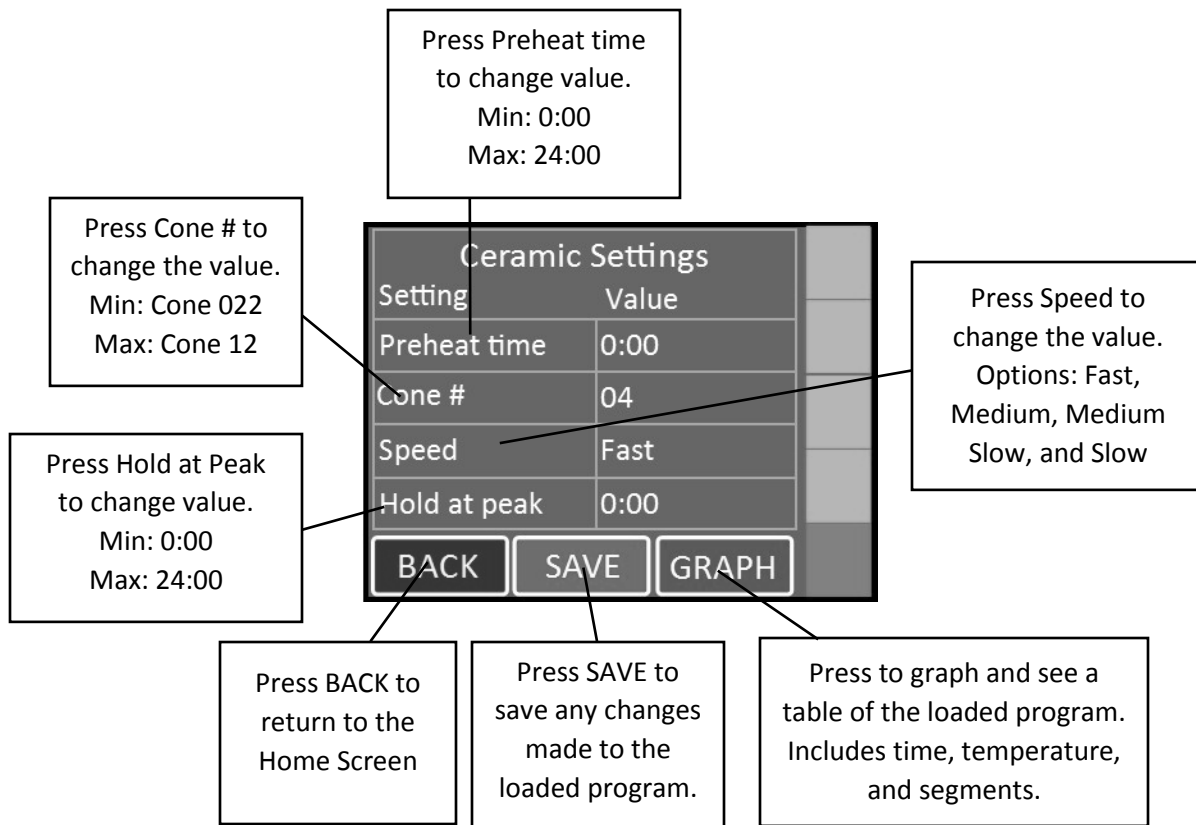 Press Preheat time
to change value.
Min: 0:00
Max: 24:00
Press Cone # to
change the value.
Min: Cone 022
Max: Cone 12
Press Hold at Peak
to change value.
Min: 0:00
Max: 24:00
Ceramic Settings
Setting Value
Preheat time 0:00
Cone # 04
Speed Fast
Hold at peak 0:00
BACK SAVE GRAPH
Press Speed to
change the value.
Options: Fast,
Medium, Medium
Slow, and Slow
Press BACK to
return to the
Home Screen
Press SAVE to
save any changes
made to the
loaded program.
Press to graph and see a
table of the loaded program.
Includes time, temperature,
and segments.